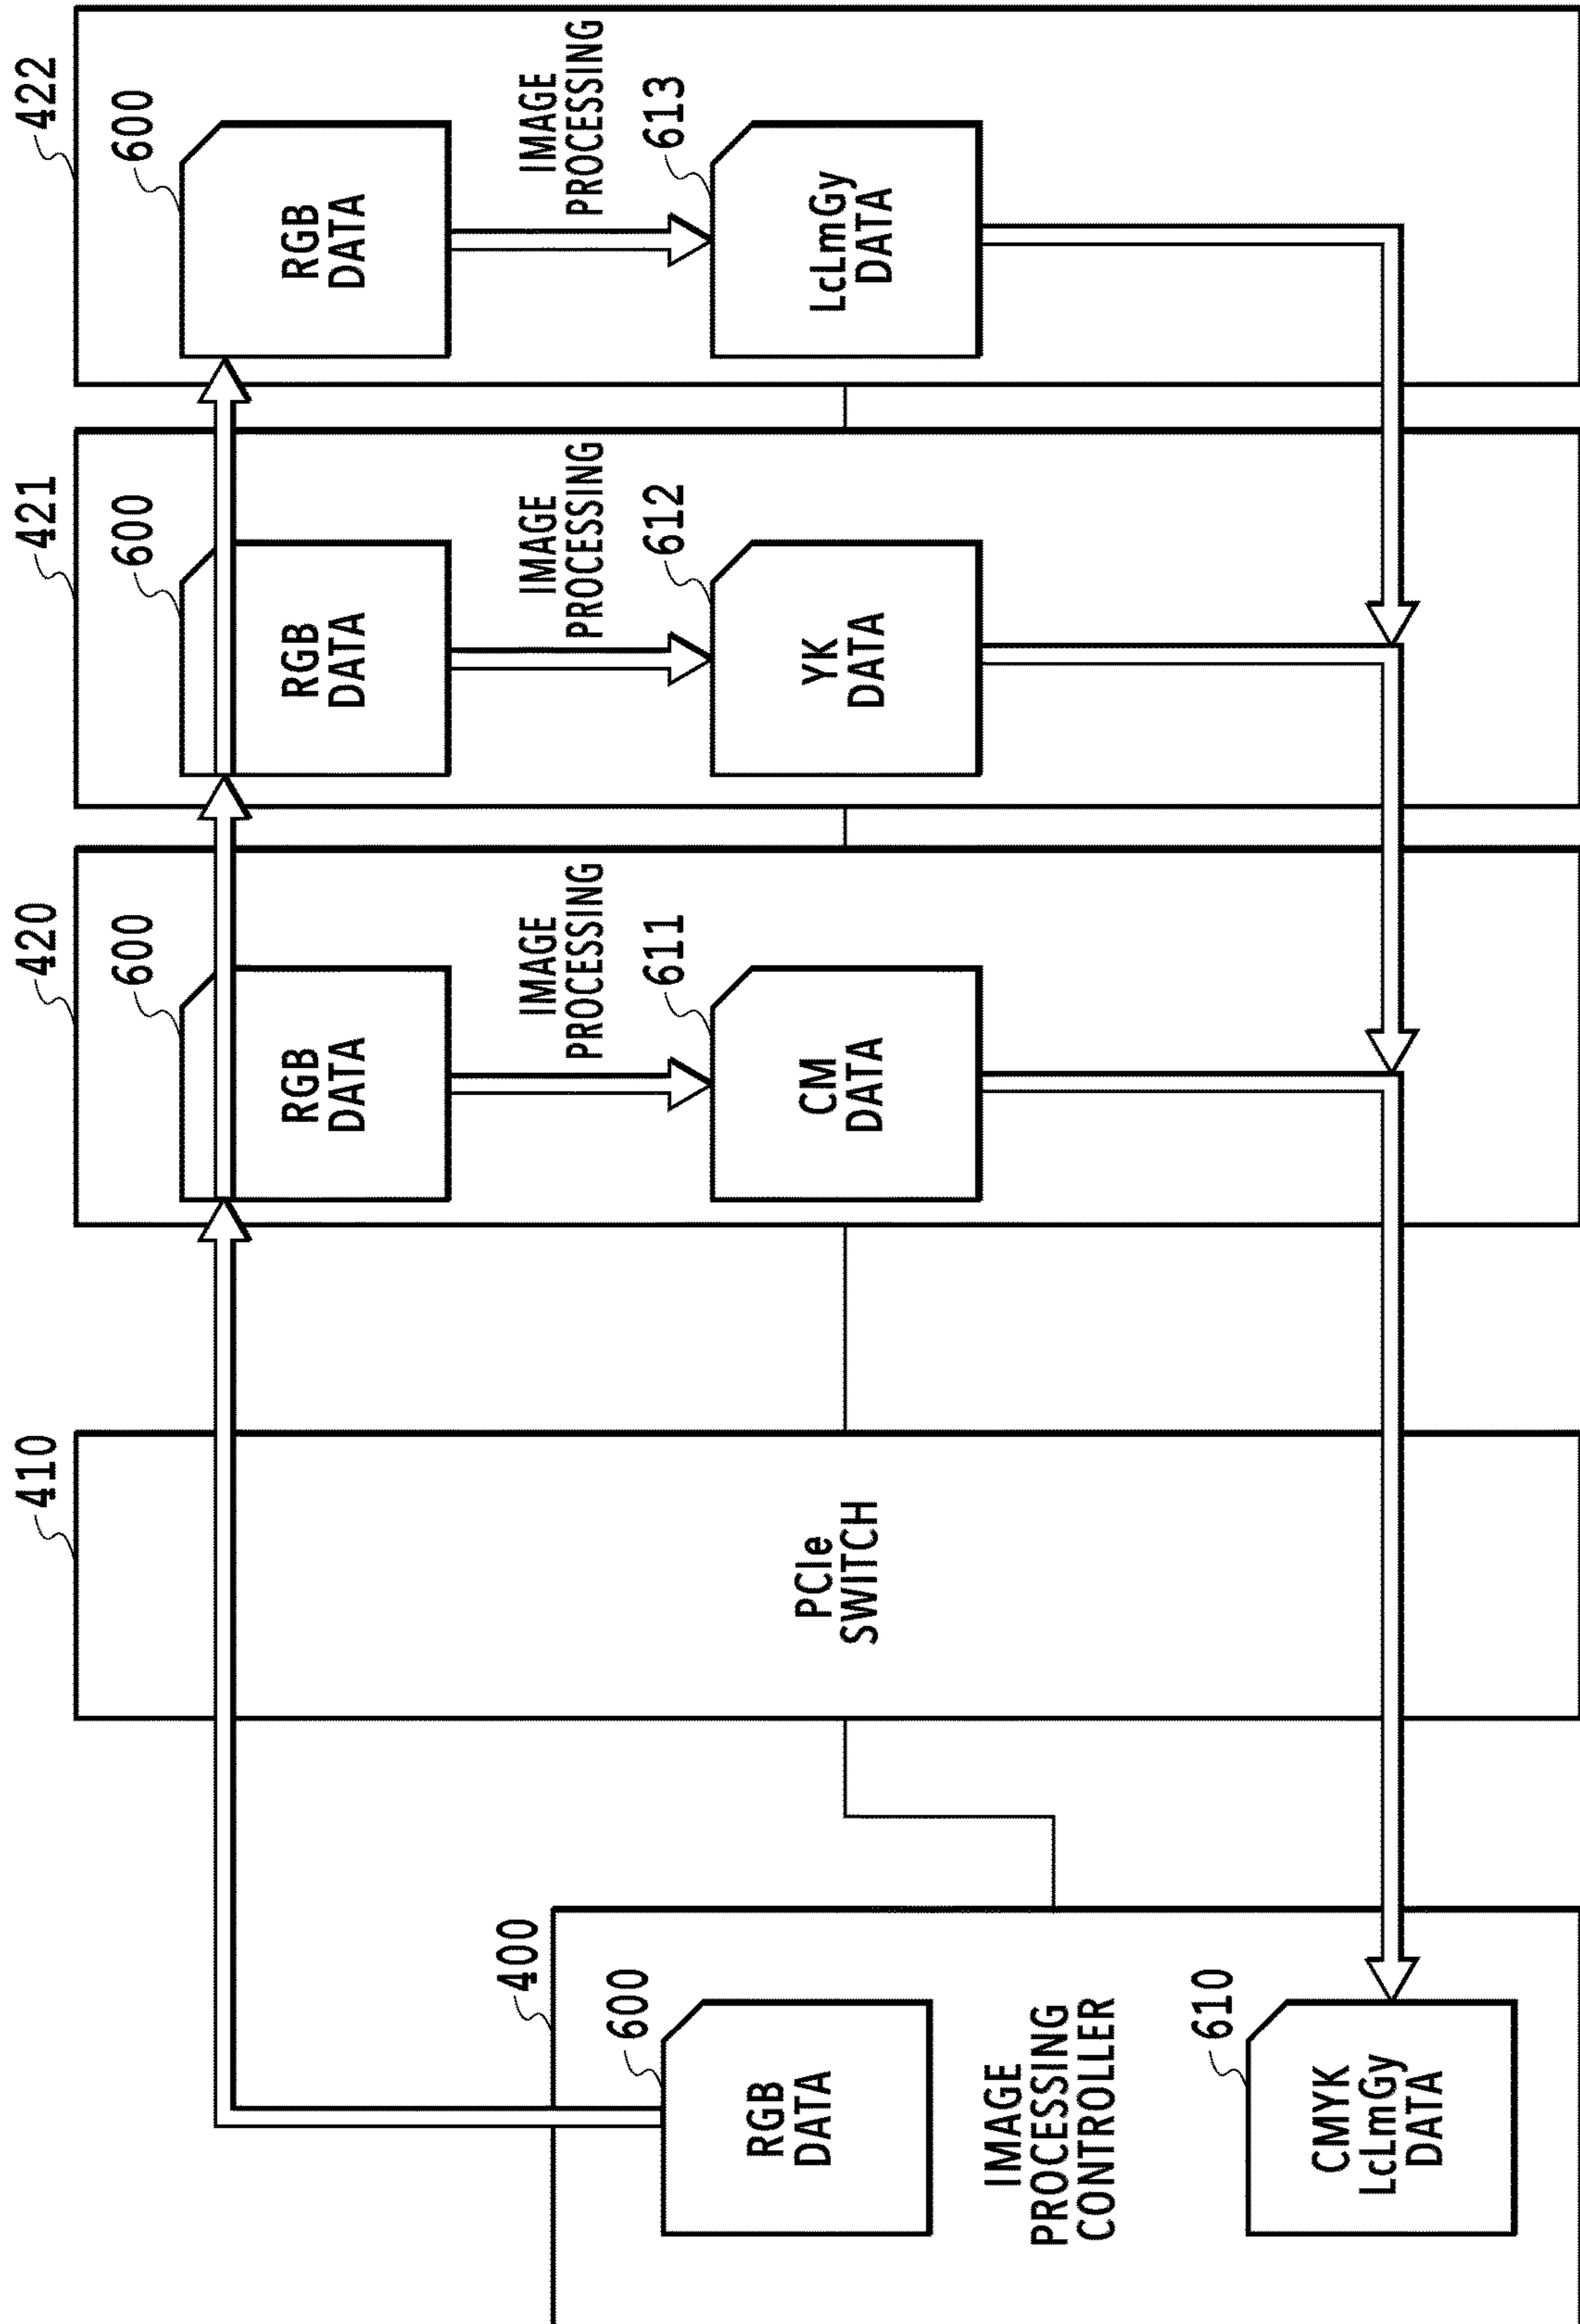 400
600
RGB
DATA
IMAGE
PROCESSING
CONTROLLER
610
CMYK
LcLmGy
DATA
410
PCIe
SWITCH
420
600
RGB
DATA
IMAGE
PROCESSING
611
CM
DATA
421
600
RGB
DATA
IMAGE
PROCESSING
612
YK
DATA
422
600
RGB
DATA
IMAGE
PROCESSING
613
LcLmGy
DATA